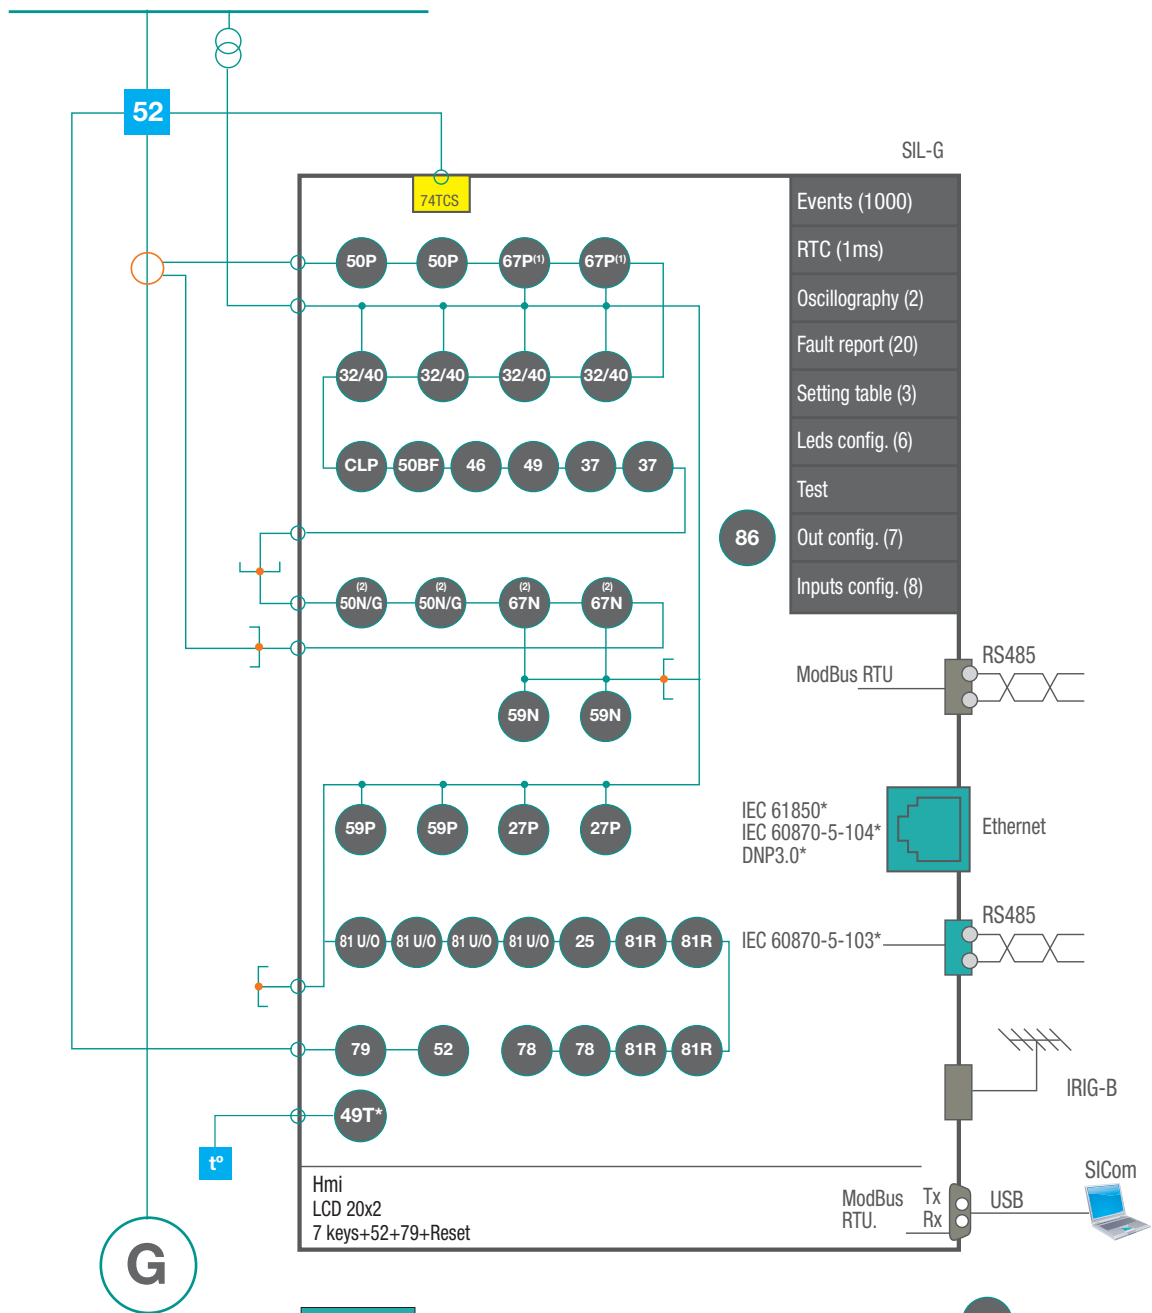 52
SIL-G
74TCS
Events (1000)
RTC (1ms)
Oscillography (2)
Fault report (20)
Setting table (3)
Leds config. (6)
Test
Out config. (7)
Inputs config. (8)
50P 50P 67P(1) 67P(1)
32/40 32/40 32/40 32/40
CLP 50BF 46 49 37 37
86
(2) (2) (2) (2)
50N/G 50N/G 67N 67N
59N 59N
ModBus RTU
RS485
59P 59P 27P 27P
IEC 61850*
IEC 60870-5-104*
DNP3.0*
Ethernet
81 U/O 81 U/O 81 U/O 81 U/O 25 81R 81R
IEC 60870-5-103*
RS485
79 52 78 78 81R 81R
49T*
tº
IRIG-B
Hmi
LCD 20x2
7 keys+52+79+Reset
ModBus
RTU.
Tx
Rx
USB
SICom
G